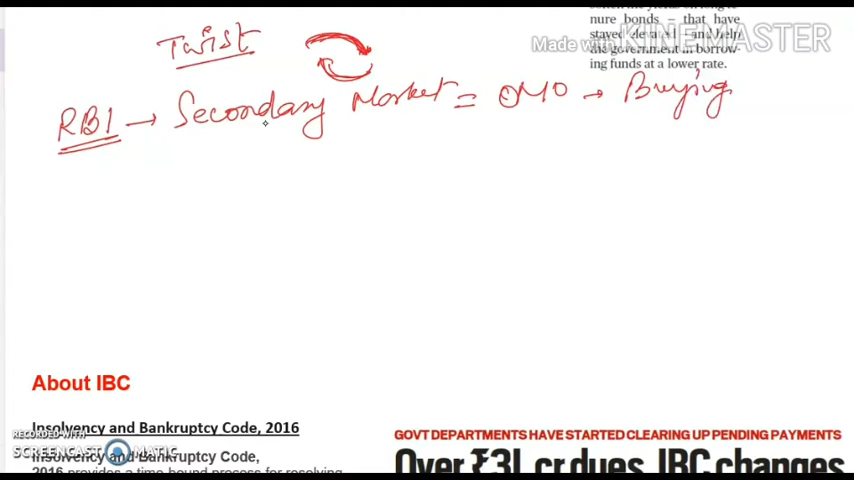 nure bonds – that have
stayed elevated – and help
the government in borrow-
ing funds at a lower rate.
Made with KINEMASTER
Twist
RBI → Secondary Market = OMO → Buying
About IBC
Insolvency and Bankruptcy Code, 2016
RECORDED WITH
SCREENCAST MATIC
Insolvency and Bankruptcy Code,
2016 provides a time bound process for resolving
GOVT DEPARTMENTS HAVE STARTED CLEARING UP PENDING PAYMENTS
Over ₹3L cr dues, IBC changes